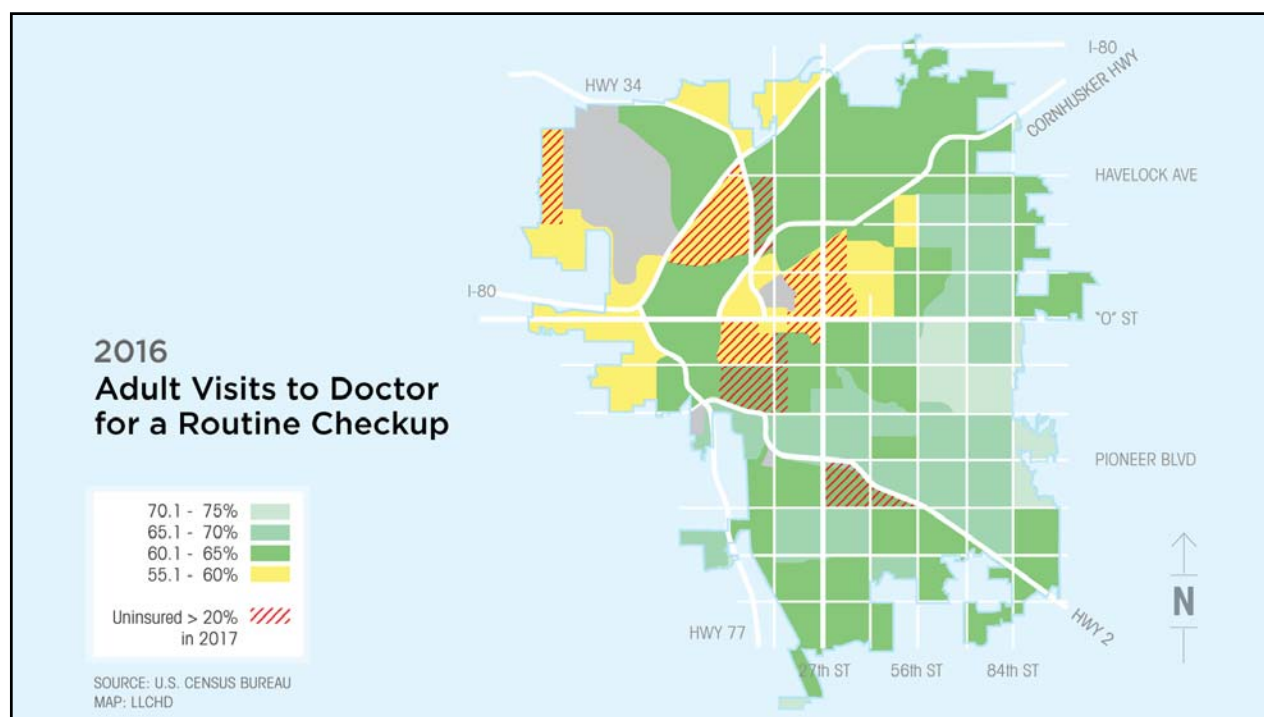 I-80
CORNHUSKER HWY
HWY 34
HAVELOCK AVE
I-80
"O" ST
2016
Adult Visits to Doctor
for a Routine Checkup
PIONEER BLVD
70.1 - 75%
65.1 - 70%
60.1 - 65%
55.1 - 60%
Uninsured > 20%
in 2017
N
HWY 77
HWY 2
27th ST
56th ST
84th ST
SOURCE: U.S. CENSUS BUREAU
MAP: LLCHD